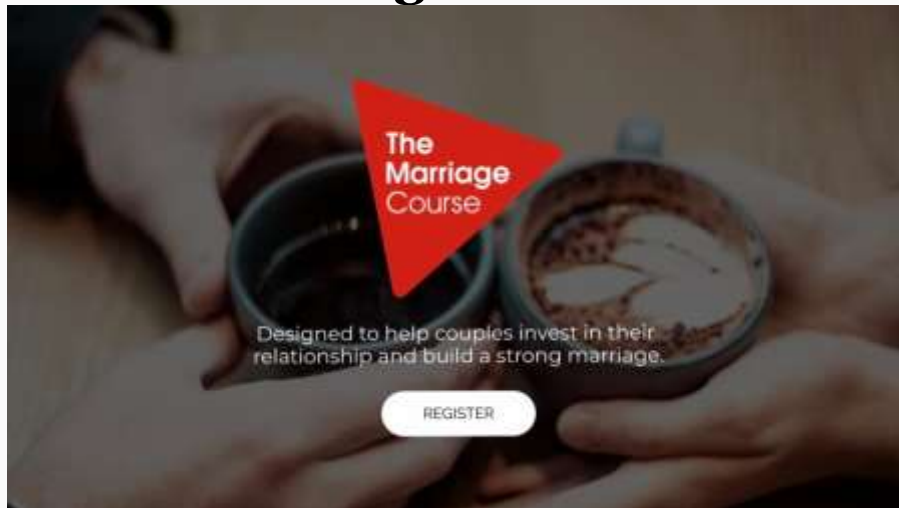 The
Marriage
Course
Designed to help couples invest in their
relationship and build a strong marriage.
REGISTER